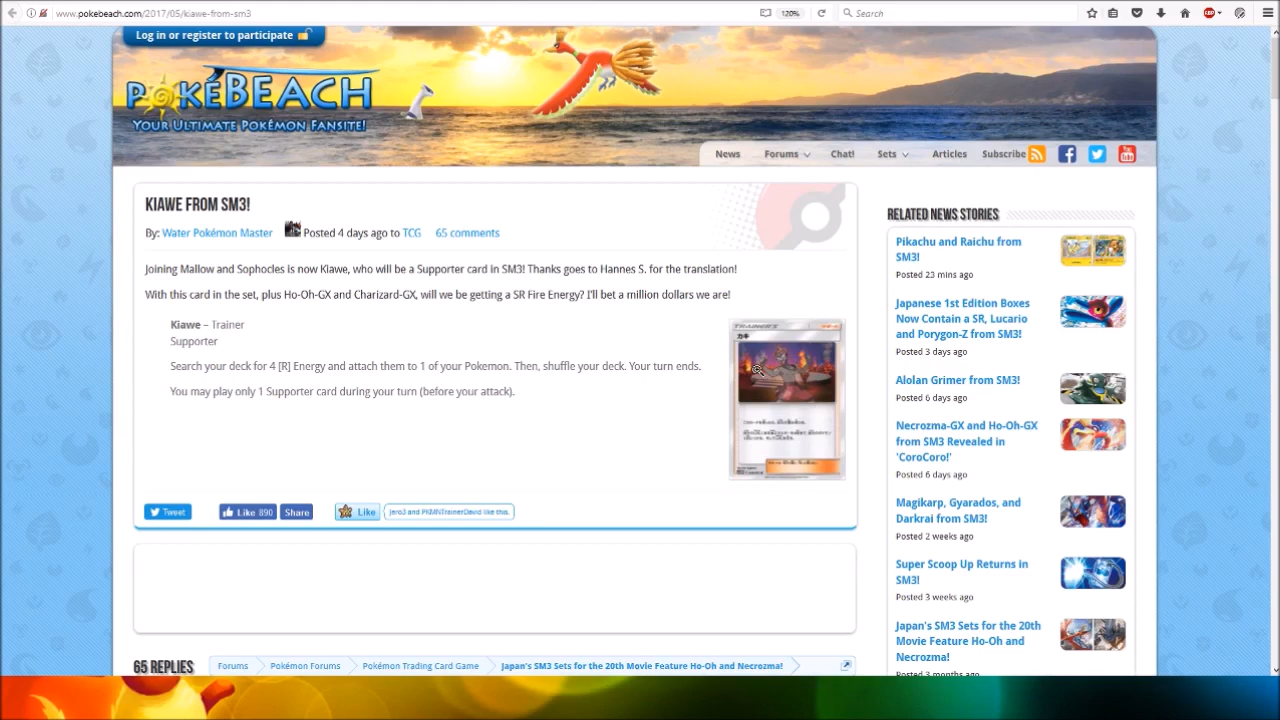 www.pokebeach.com/2017/05/kiawe-from-sm3
120%
Search
Log in or register to participate
POKÉBEACH
YOUR ULTIMATE POKÉMON FANSITE!
News Forums Chat! Sets Articles Subscribe
KIAWE FROM SM3!
By: Water Pokémon Master Posted 4 days ago to TCG 65 comments
Joining Mallow and Sophocles is now Kiawe, who will be a Supporter card in SM3! Thanks goes to Hannes S. for the translation!
With this card in the set, plus Ho-Oh-GX and Charizard-GX, will we be getting a SR Fire Energy? I'll bet a million dollars we are!
Kiawe – Trainer
Supporter
Search your deck for 4 [R] Energy and attach them to 1 of your Pokemon. Then, shuffle your deck. Your turn ends.
You may play only 1 Supporter card during your turn (before your attack).
カキ
Tweet Like 890 Share Like JeroJ and PKMNTrainerDavid like this.
65 REPLIES
Forums Pokémon Forums Pokémon Trading Card Game Japan's SM3 Sets for the 20th Movie Feature Ho-Oh and Necrozma!
RELATED NEWS STORIES
Pikachu and Raichu from
SM3!
Posted 23 mins ago
Japanese 1st Edition Boxes
Now Contain a SR, Lucario
and Porygon-Z from SM3!
Posted 3 days ago
Alolan Grimer from SM3!
Posted 6 days ago
Necrozma-GX and Ho-Oh-GX
from SM3 Revealed in
'CoroCoro!'
Posted 6 days ago
Magikarp, Gyarados, and
Darkrai from SM3!
Posted 2 weeks ago
Super Scoop Up Returns in
SM3!
Posted 3 weeks ago
Japan's SM3 Sets for the 20th
Movie Feature Ho-Oh and
Necrozma!
Posted 3 months ago